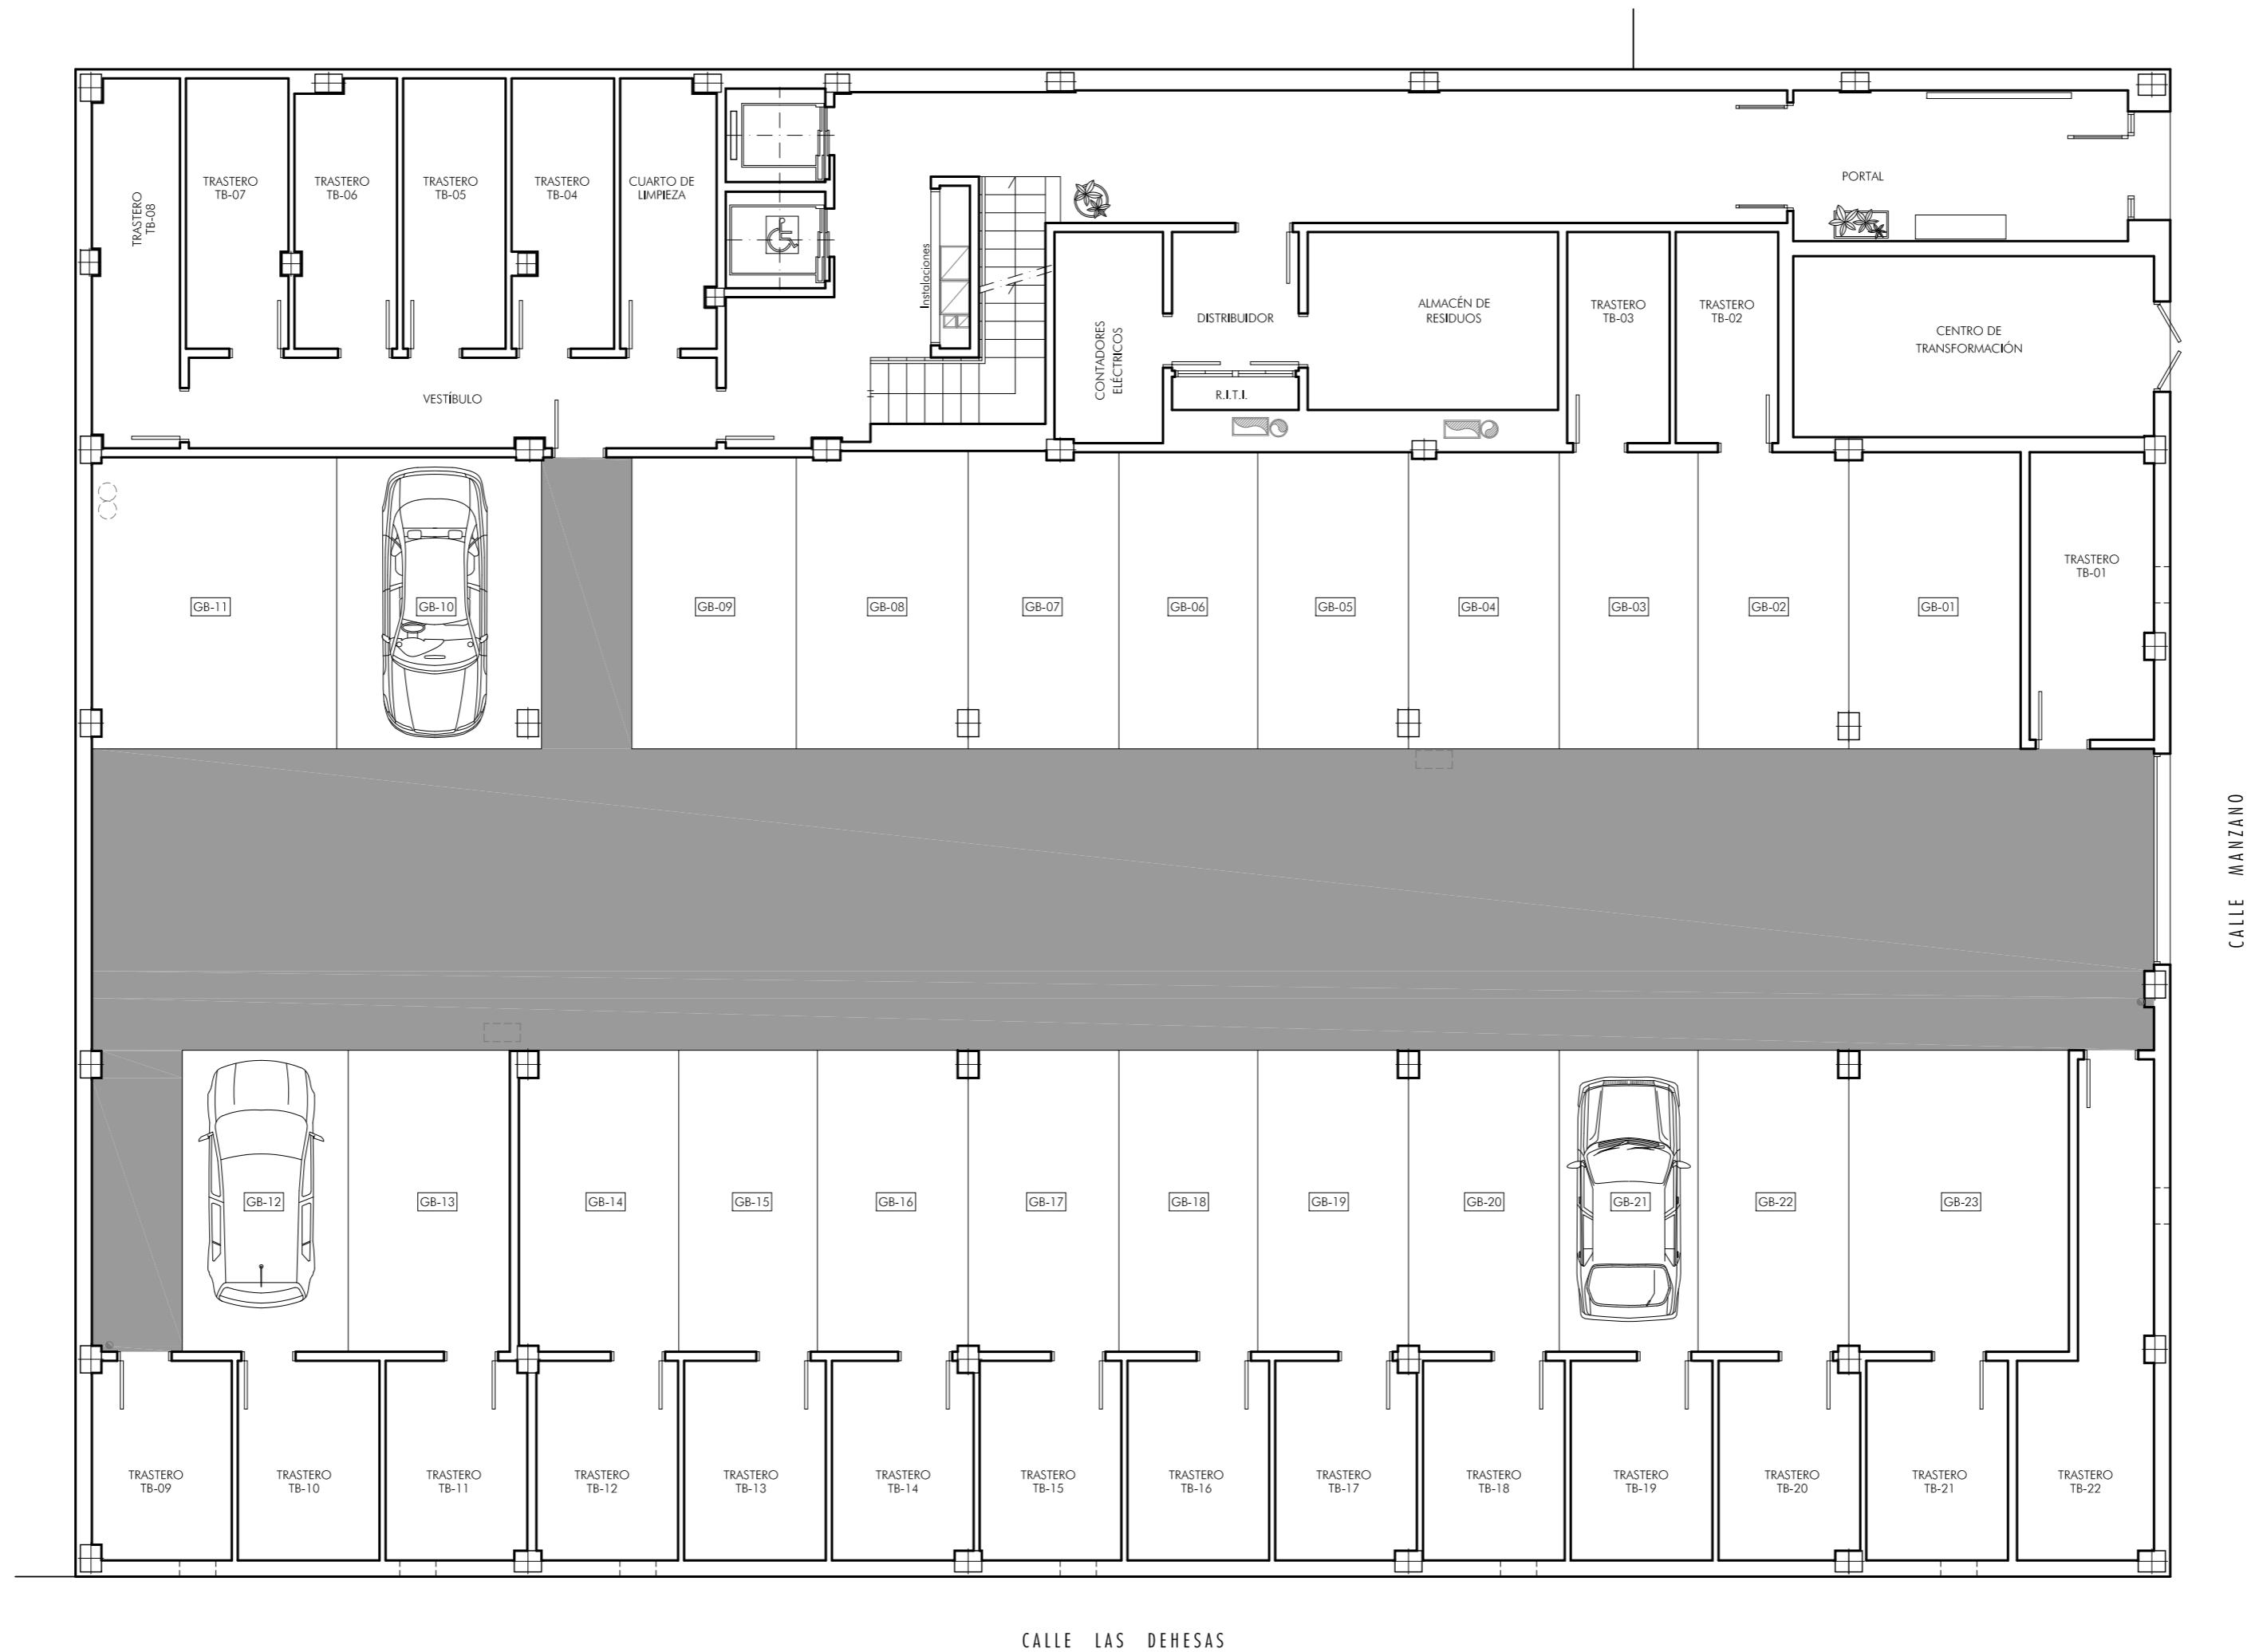 TRASTERO
TB-08
TRASTERO
TB-07
TRASTERO
TB-06
TRASTERO
TB-05
TRASTERO
TB-04
CUARTO DE
LIMPIEZA
PORTAL
Instalaciones
CONTADORES
ELÉCTRICOS
DISTRIBUIDOR
R.I.T.I.
ALMACÉN DE
RESIDUOS
TRASTERO
TB-03
TRASTERO
TB-02
CENTRO DE
TRANSFORMACIÓN
VESTÍBULO
TRASTERO
TB-01
GB-11
GB-10
GB-09
GB-08
GB-07
GB-06
GB-05
GB-04
GB-03
GB-02
GB-01
CALLE MANZANO
GB-12
GB-13
GB-14
GB-15
GB-16
GB-17
GB-18
GB-19
GB-20
GB-21
GB-22
GB-23
TRASTERO
TB-09
TRASTERO
TB-10
TRASTERO
TB-11
TRASTERO
TB-12
TRASTERO
TB-13
TRASTERO
TB-14
TRASTERO
TB-15
TRASTERO
TB-16
TRASTERO
TB-17
TRASTERO
TB-18
TRASTERO
TB-19
TRASTERO
TB-20
TRASTERO
TB-21
TRASTERO
TB-22
CALLE LAS DEHESAS